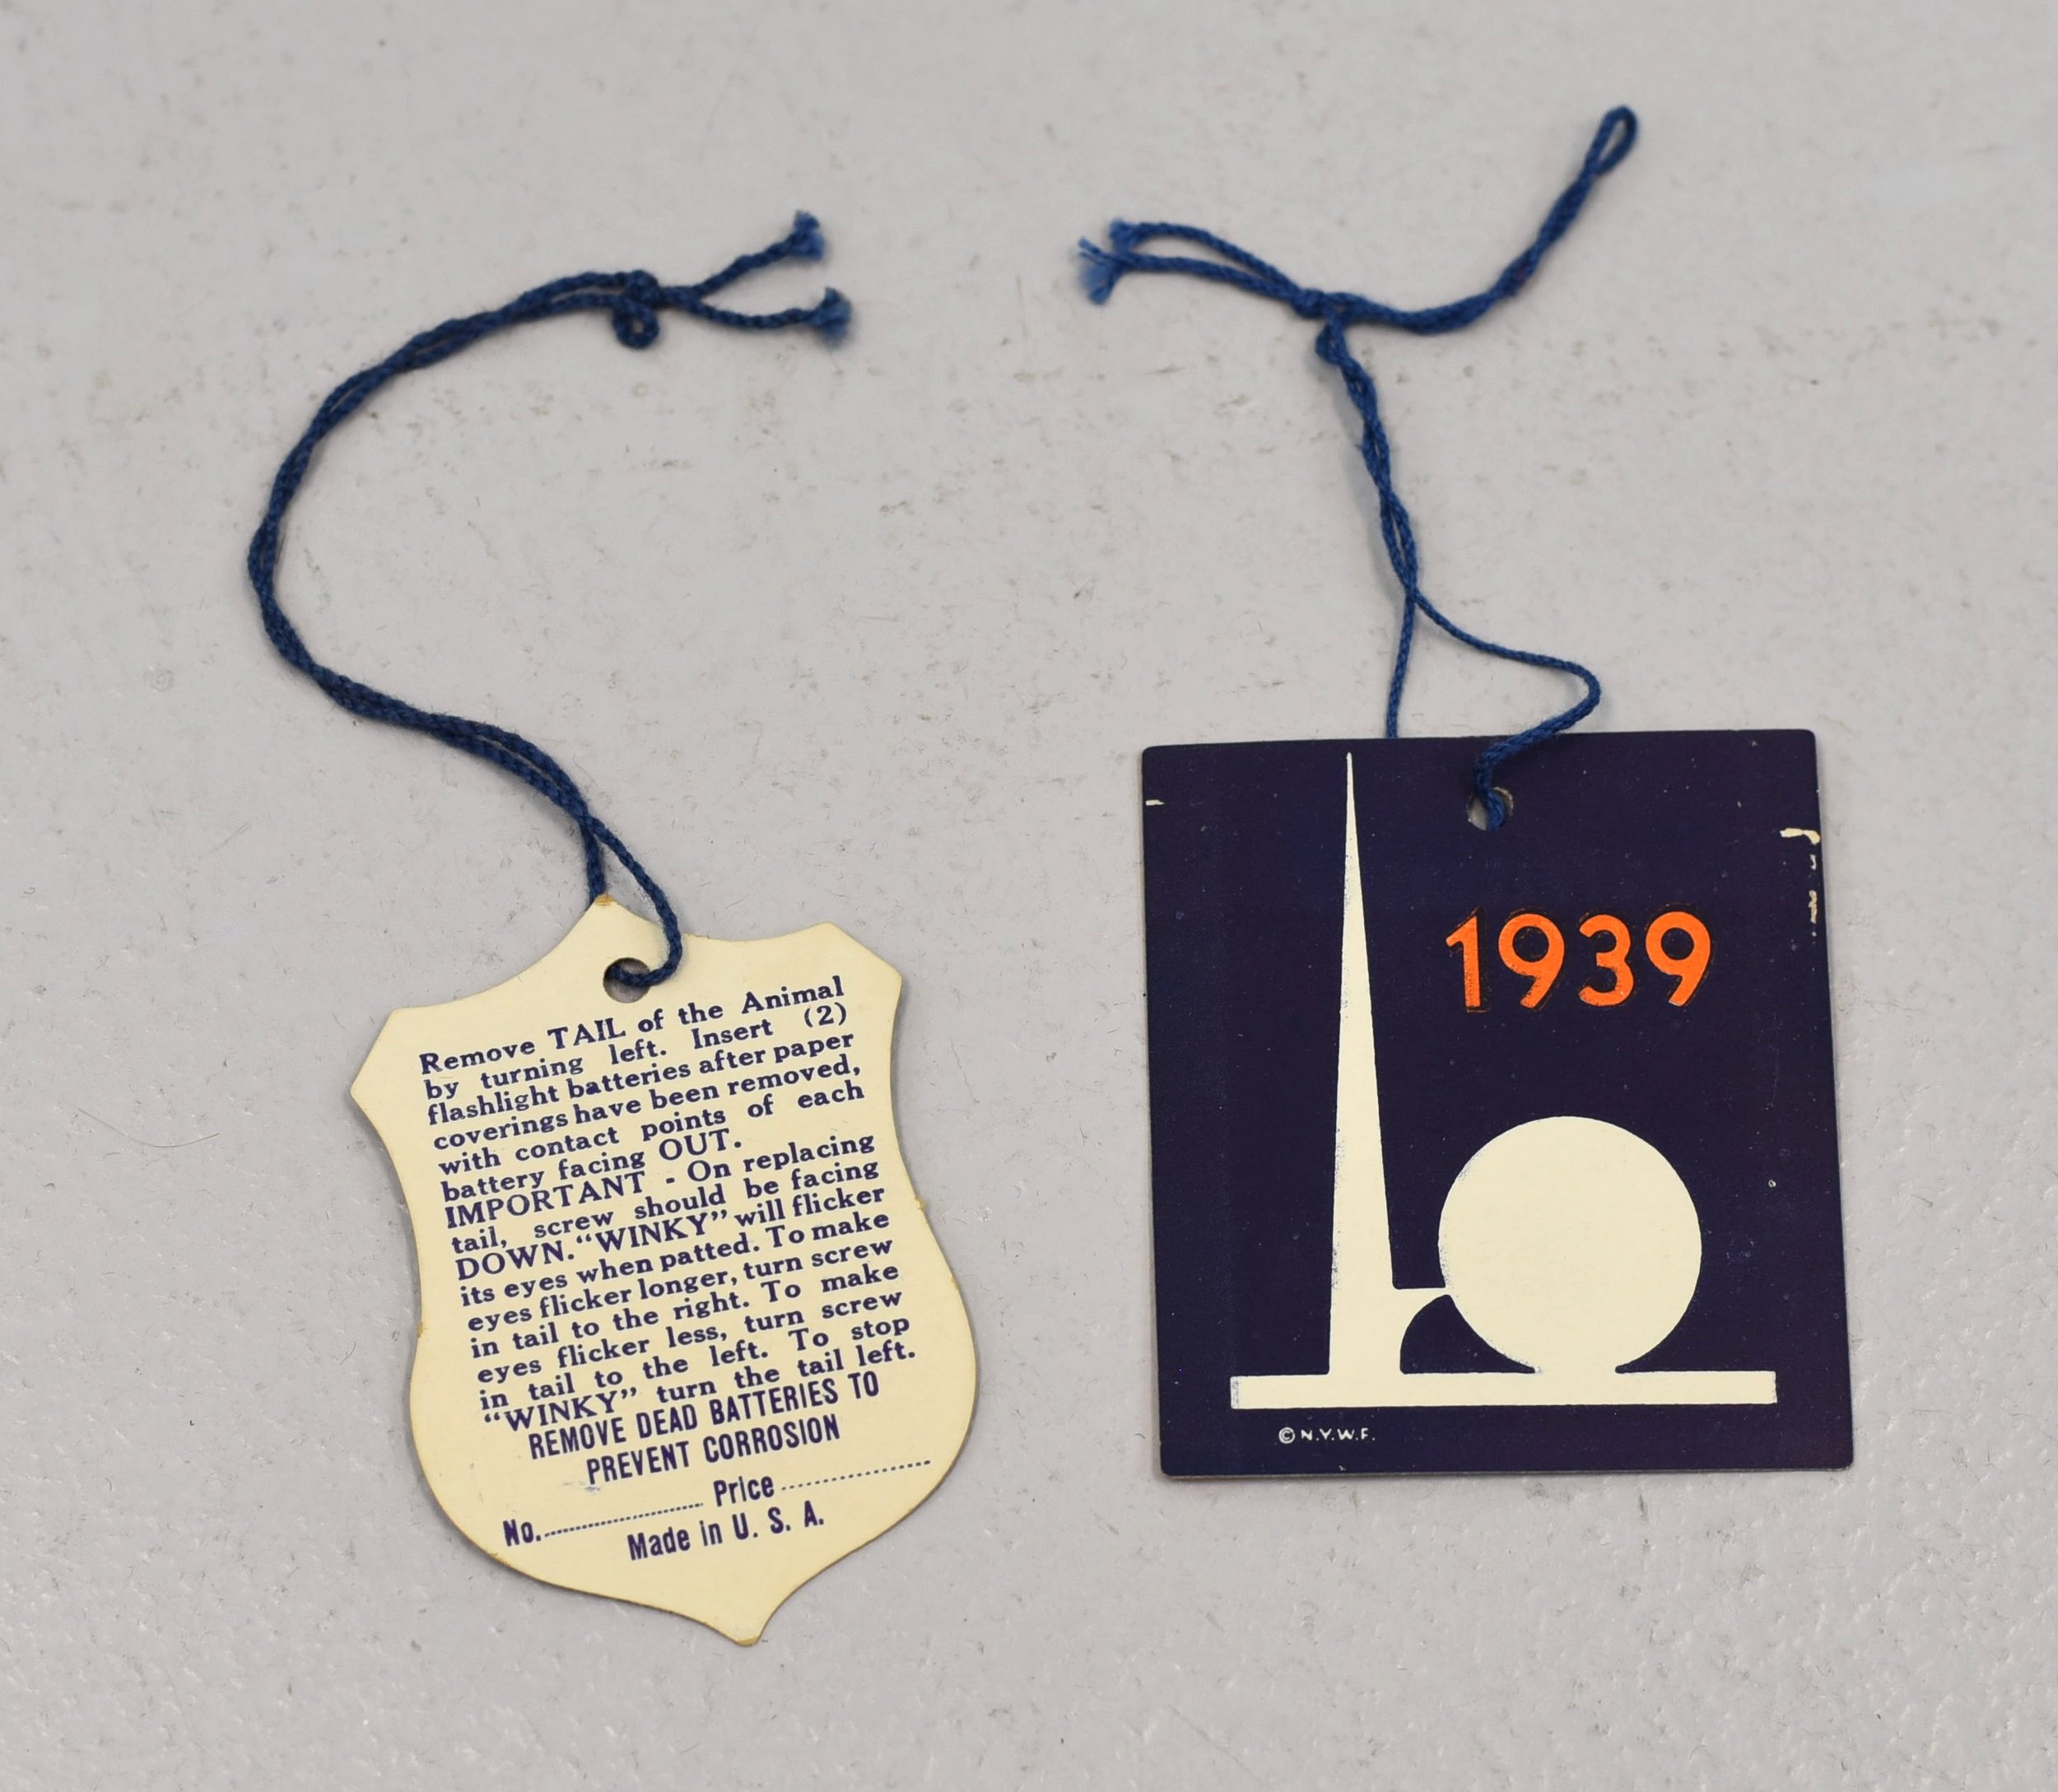 Remove TAIL of the Animal
by turning left. Insert (2)
flashlight batteries after paper
coverings have been removed,
with contact points of each
battery facing OUT.
IMPORTANT - On replacing
tail, screw should be facing
DOWN. “WINKY” will flicker
its eyes when patted. To make
eyes flicker longer, turn screw
in tail to the right. To make
eyes flicker less, turn screw
in tail to the left. To stop
“WINKY” turn the tail left.
REMOVE DEAD BATTERIES TO
PREVENT CORROSION
No............................ Price............................
Made in U. S. A.
1939
© N.Y.W.F.